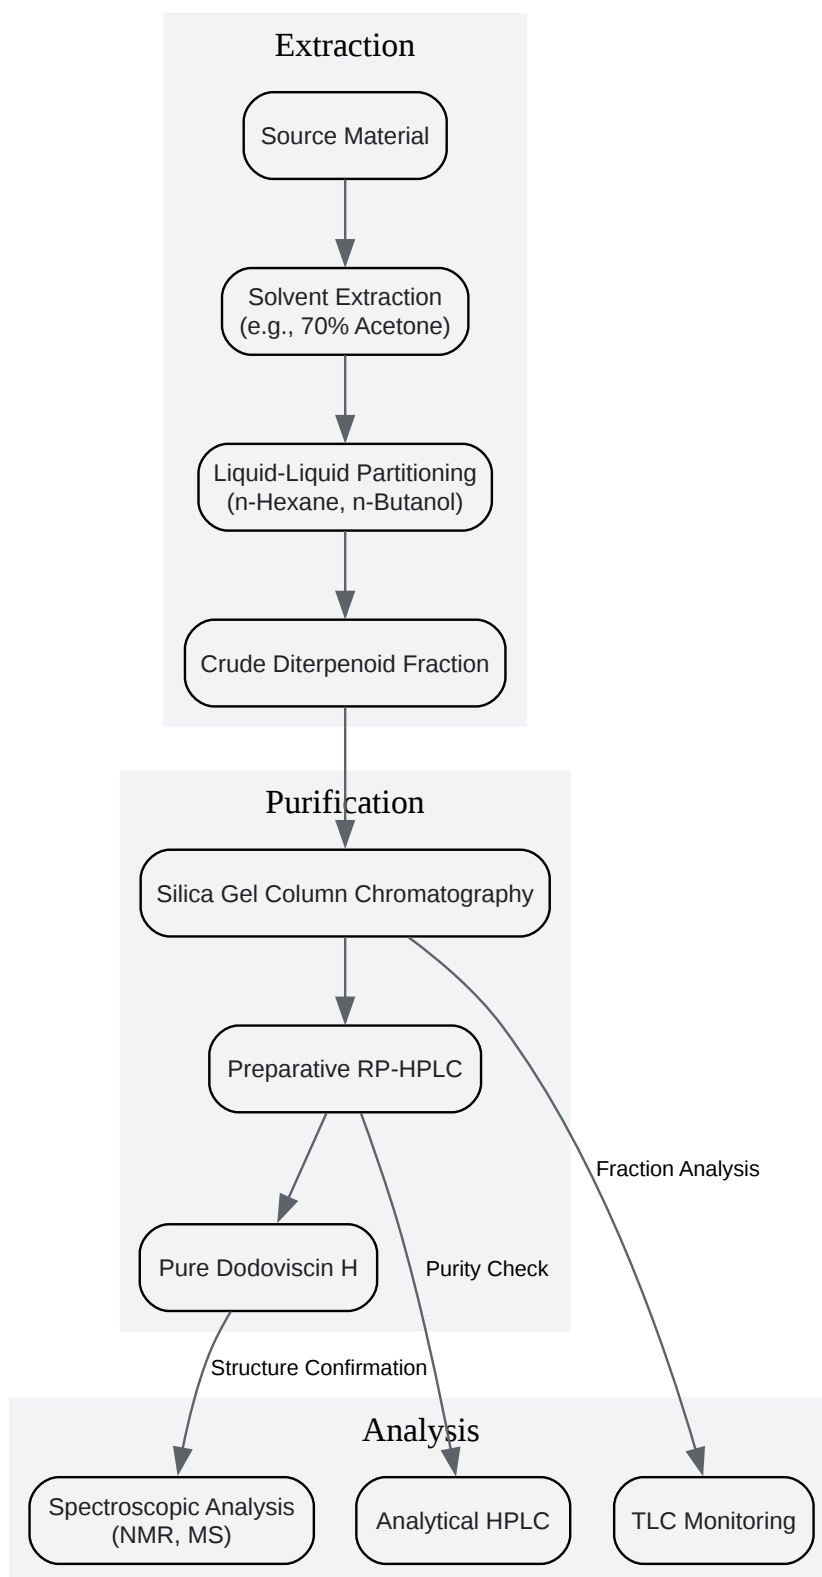 Extraction
Source Material
Solvent Extraction
(e.g., 70% Acetone)
Liquid-Liquid Partitioning
(n-Hexane, n-Butanol)
Crude Diterpenoid Fraction
Purification
Silica Gel Column Chromatography
Preparative RP-HPLC
Fraction Analysis
Pure Dodoviscin H
Purity Check
Structure Confirmation
Analysis
Spectroscopic Analysis
(NMR, MS)
Analytical HPLC
TLC Monitoring